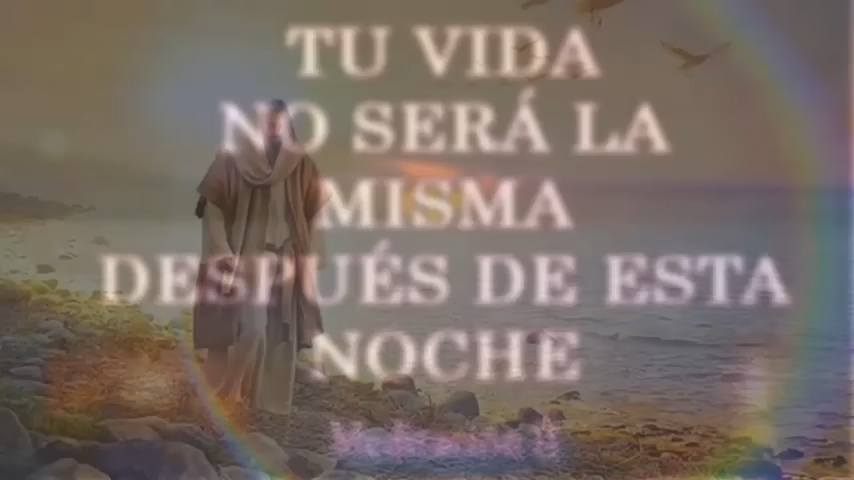 TU VIDA
NO SERÁ LA
MISMA
DESPUÉS DE ESTA
NOCHE